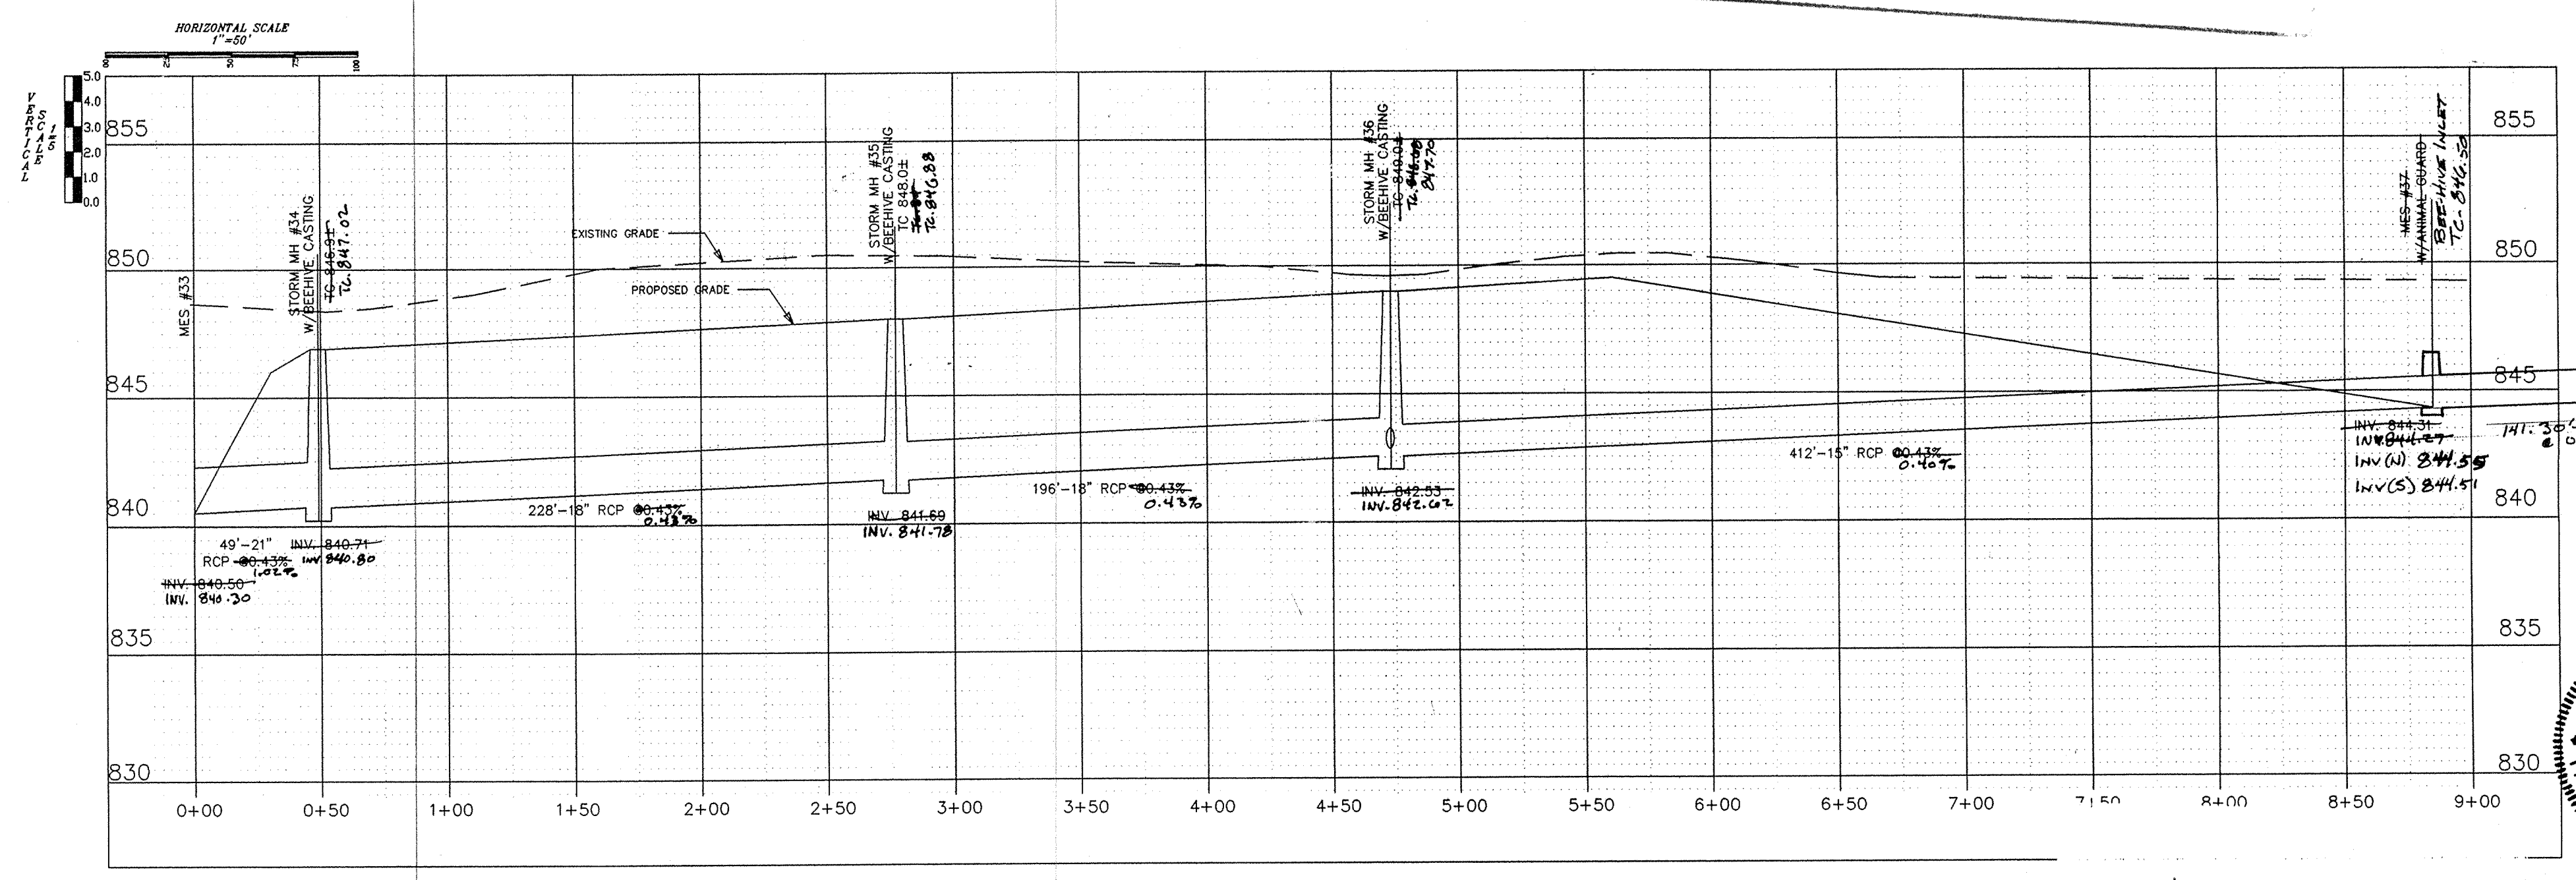 HORIZONTAL SCALE
1"=50'
00 25 50 75 100
VERTICAL
SCALE
1=5
5.0
4.0
3.0
2.0
1.0
0.0
855
850
845
840
835
830
MES #33
STORM MH #34
W/BEEHIVE CASTING
TC 846.9±
TC. 847.02
EXISTING GRADE
PROPOSED GRADE
STORM MH #35
W/BEEHIVE CASTING
TC 848.0±
TC. 846.88
STORM MH #36
W/BEEHIVE CASTING
TC 849.0±
847.70
MES #37
W/ANIMAL GUARD
BEEHIVE INLET
TC- 846.50
855
850
845
840
835
830
49'-21"
RCP @0.43%
1.02%
INV. 840.71
INV 840.80
INV. 840.50
INV. 840.30
228'-18" RCP @0.43%
0.43%
INV. 841.69
INV. 841.78
196'-18" RCP @0.43%
0.43%
INV. 842.53
INV. 842.62
412'-15" RCP @0.43%
0.40%
INV. 844.31
INV. 844.27
INV (N) 844.55
INV (S) 844.51
0+00 0+50 1+00 1+50 2+00 2+50 3+00 3+50 4+00 4+50 5+00 5+50 6+00 6+50 7+00 7+50 8+00 8+50 9+00